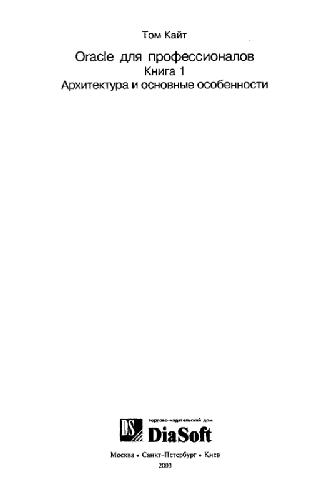 Том Кайт
Oracle для профессионалов
Книга 1
Архитектура и основные особенности
DS
торгово-издательский дом
DiaSoft
Москва • Санкт-Петербург • Киев
2003